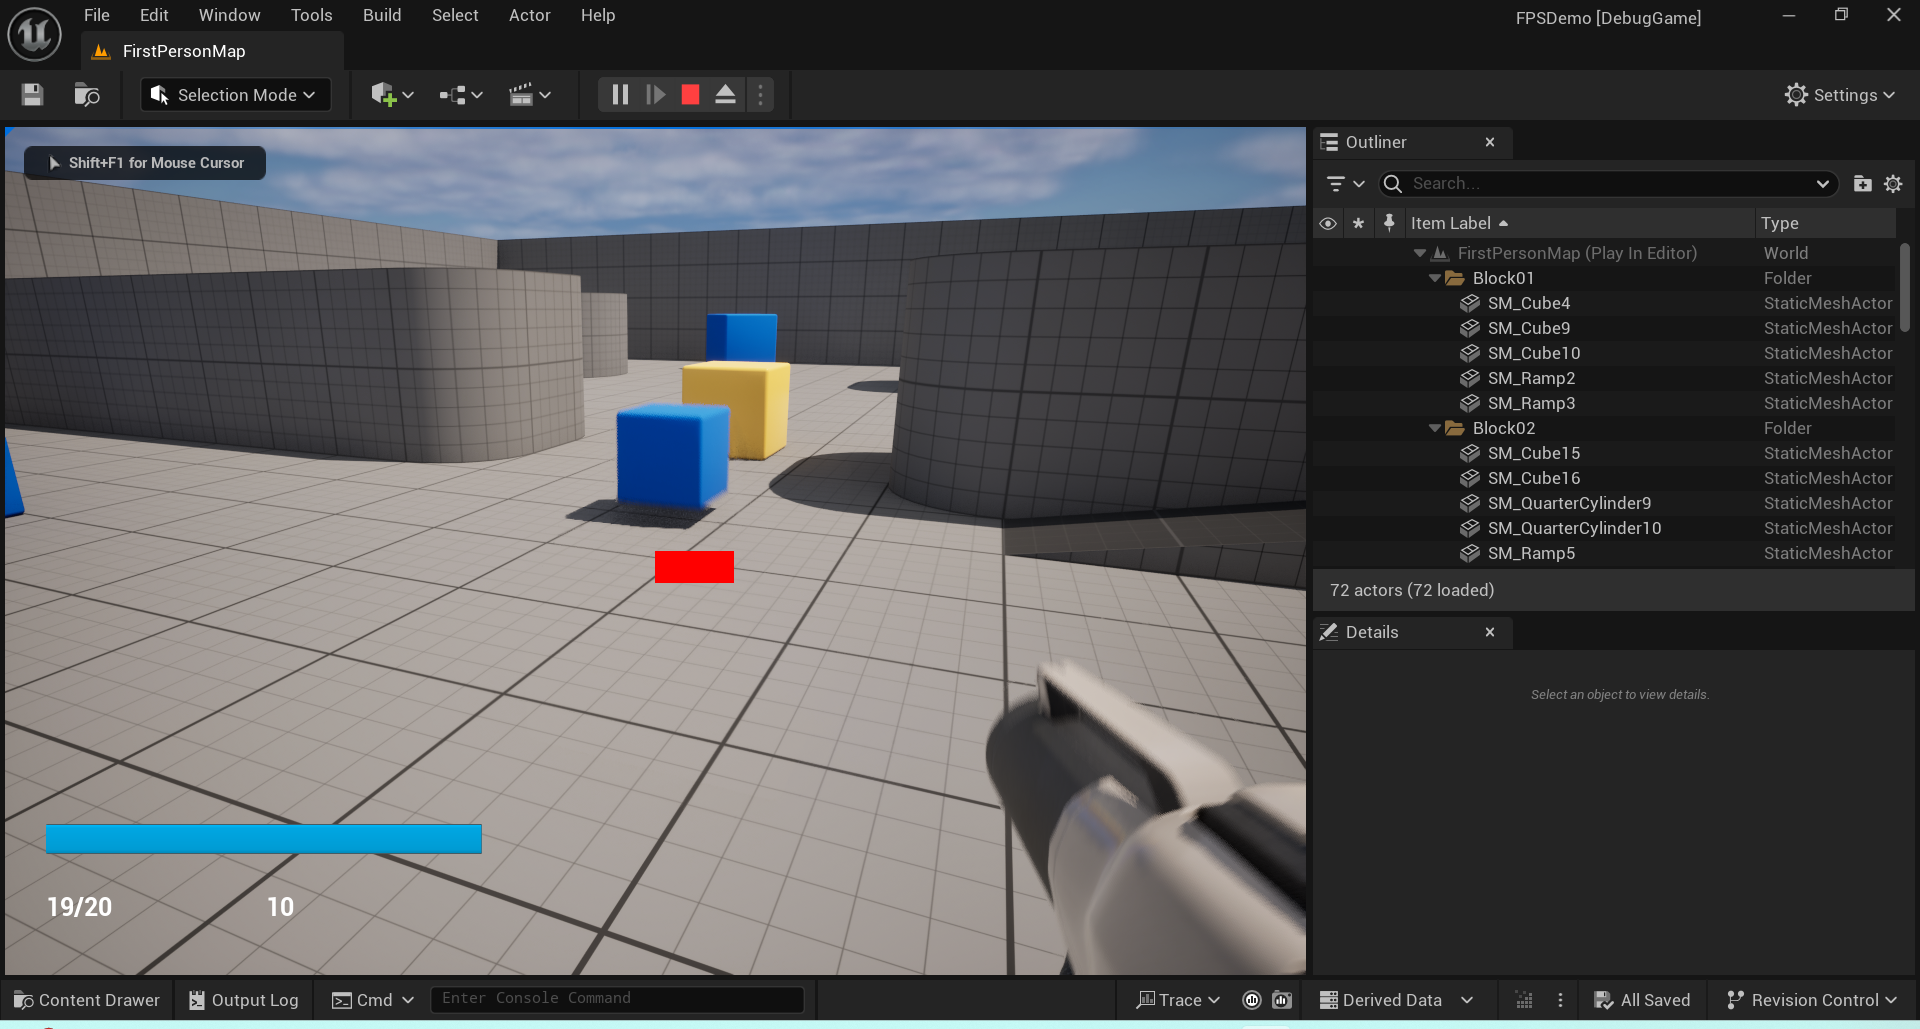 File Edit Window Tools Build Select Actor Help
FPSDemo [DebugGame]
FirstPersonMap
Selection Mode
Settings
Shift+F1 for Mouse Cursor
19/20 10
Outliner
Search...
Item Label Type
FirstPersonMap (Play In Editor) World
Block01 Folder
SM_Cube4 StaticMeshActor
SM_Cube9 StaticMeshActor
SM_Cube10 StaticMeshActor
SM_Ramp2 StaticMeshActor
SM_Ramp3 StaticMeshActor
Block02 Folder
SM_Cube15 StaticMeshActor
SM_Cube16 StaticMeshActor
SM_QuarterCylinder9 StaticMeshActor
SM_QuarterCylinder10 StaticMeshActor
SM_Ramp5 StaticMeshActor
72 actors (72 loaded)
Details
Select an object to view details.
Content Drawer Output Log Cmd Enter Console Command Trace Derived Data All Saved Revision Control